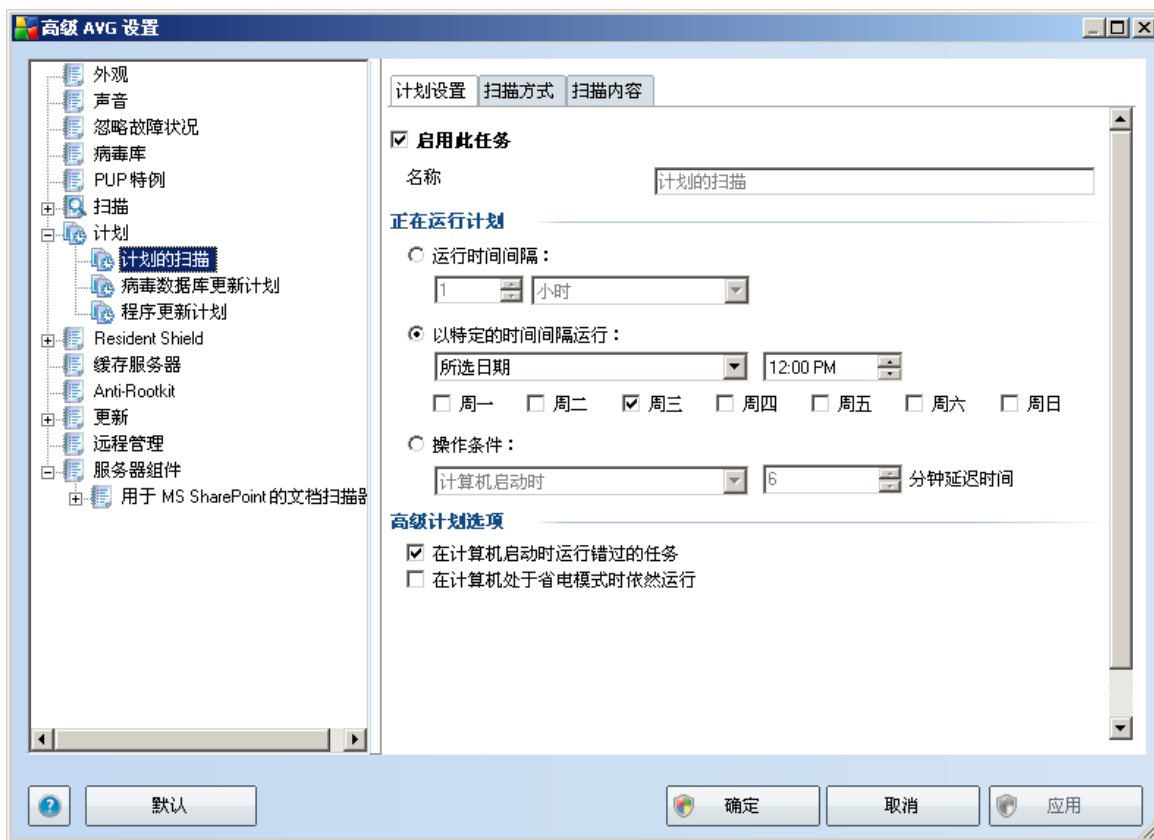 高级 AVG 设置
外观
声音
忽略故障状况
病毒库
PUP 特例
扫描
计划
计划的扫描
病毒数据库更新计划
程序更新计划
Resident Shield
缓存服务器
Anti-Rootkit
更新
远程管理
服务器组件
用于 MS SharePoint 的文档扫描器
计划设置 扫描方式 扫描内容
启用此任务
名称 计划的扫描
正在运行计划
运行时间间隔：
1 小时
以特定的时间间隔运行：
所选日期 12:00 PM
周一 周二 周三 周四 周五 周六 周日
操作条件：
计算机启动时 6 分钟延迟时间
高级计划选项
在计算机启动时运行错过的任务
在计算机处于省电模式时依然运行
? 默认 确定 取消 应用